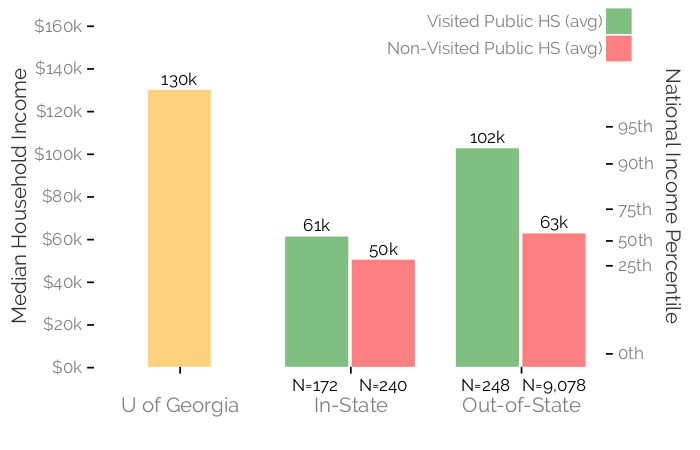 Visited Public HS (avg)
Non-Visited Public HS (avg)
Median Household Income
$160k
$140k
$120k
$100k
$80k
$60k
$40k
$20k
$0k
130k
61k
50k
102k
63k
National Income Percentile
95th
90th
75th
50th
25th
0th
N=172 N=240 N=248 N=9,078
U of Georgia In-State Out-of-State